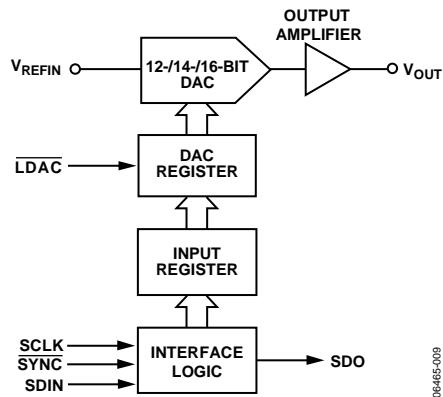 OUTPUT
AMPLIFIER
V_REFIN
12-/14-/16-BIT
DAC
V_OUT
LDAC
DAC
REGISTER
INPUT
REGISTER
SCLK
SYNC
SDIN
INTERFACE
LOGIC
SDO
06465-009